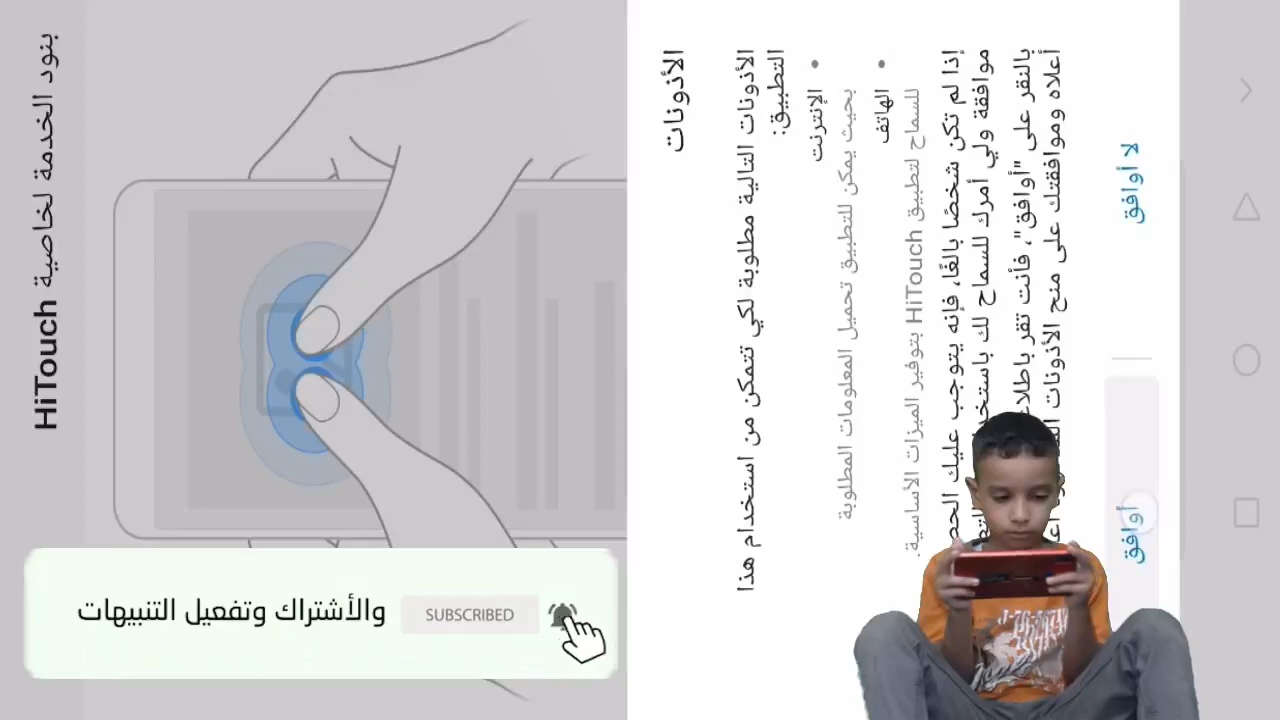 بنود الخدمة لخاصية HiTouch
الأذونات
الأذونات التالية مطلوبة لكي تتمكن من استخدام هذا
التطبيق:
• الإنترنت
بحيث يمكن للتطبيق تحميل المعلومات المطلوبة
• الهاتف
للسماح لتطبيق HiTouch بتوفير الميزات الأساسية.
إذا لم تكن شخصًا بالغًا، فإنه يتوجب عليك
موافقة ولي أمرك للسماح لك
بالنقر على "أوافق"، فأنت تقر
أعلاه وموافقتك على منح الأذونات
لا أوافق
أوافق
والأشتراك وتفعيل التنبيهات
SUBSCRIBED